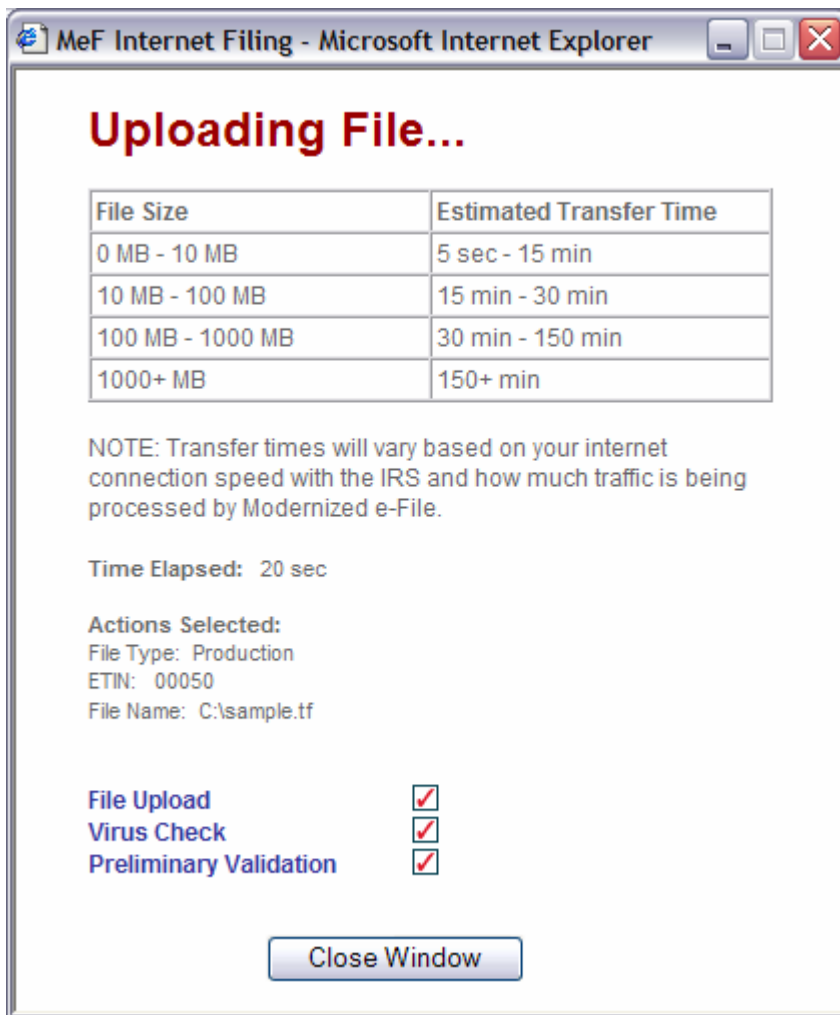 MeF Internet Filing - Microsoft Internet Explorer
Uploading File...
File Size Estimated Transfer Time
0 MB - 10 MB 5 sec - 15 min
10 MB - 100 MB 15 min - 30 min
100 MB - 1000 MB 30 min - 150 min
1000+ MB 150+ min
NOTE: Transfer times will vary based on your internet
connection speed with the IRS and how much traffic is being
processed by Modernized e-File.
Time Elapsed: 20 sec
Actions Selected:
File Type: Production
ETIN: 00050
File Name: C:\sample.tf
File Upload
Virus Check
Preliminary Validation
Close Window